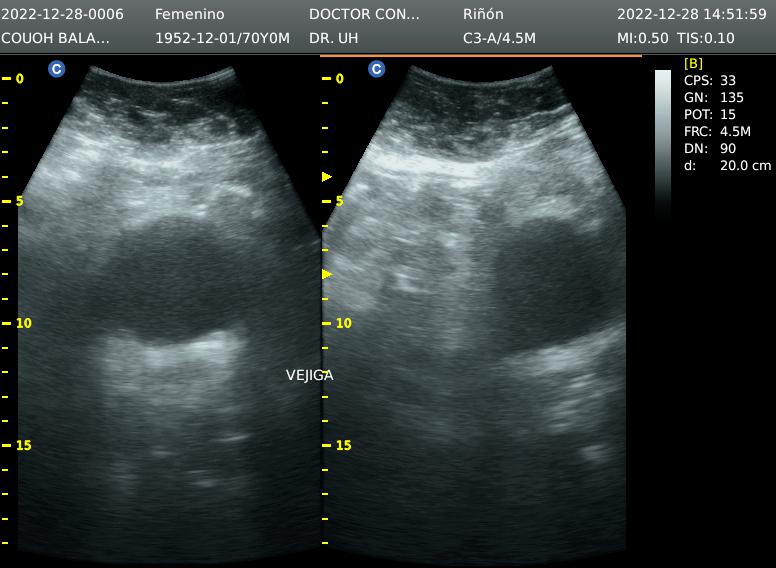 2022-12-28-0006 Femenino DOCTOR CON... Riñón 2022-12-28 14:51:59
COUOH BALA... 1952-12-01/70Y0M DR. UH C3-A/4.5M MI:0.50 TIS:0.10
C C [B]
0 0 CPS: 33
GN: 135
POT: 15
FRC: 4.5M
DN: 90
d: 20.0 cm
5 5
10 10
VEJIGA
15 15